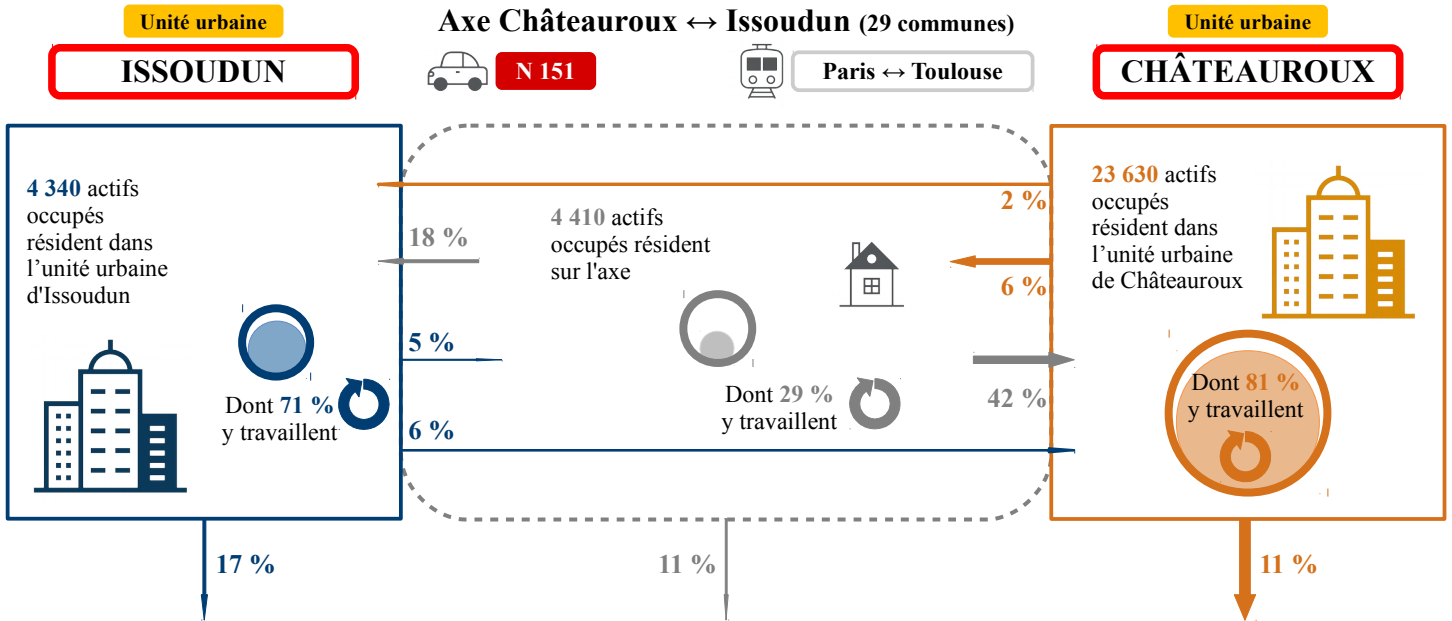 Unité urbaine
ISSOUDUN
Axe Châteauroux ↔ Issoudun (29 communes)
N 151
Paris ↔ Toulouse
Unité urbaine
CHÂTEAUROUX
4 340 actifs
occupés
résident dans
l’unité urbaine
d'Issoudun
Dont 71 %
y travaillent
18 %
5 %
6 %
17 %
4 410 actifs
occupés résident
sur l'axe
Dont 29 %
y travaillent
11 %
2 %
6 %
42 %
23 630 actifs
occupés
résident dans
l’unité urbaine
de Châteauroux
Dont 81 %
y travaillent
11 %